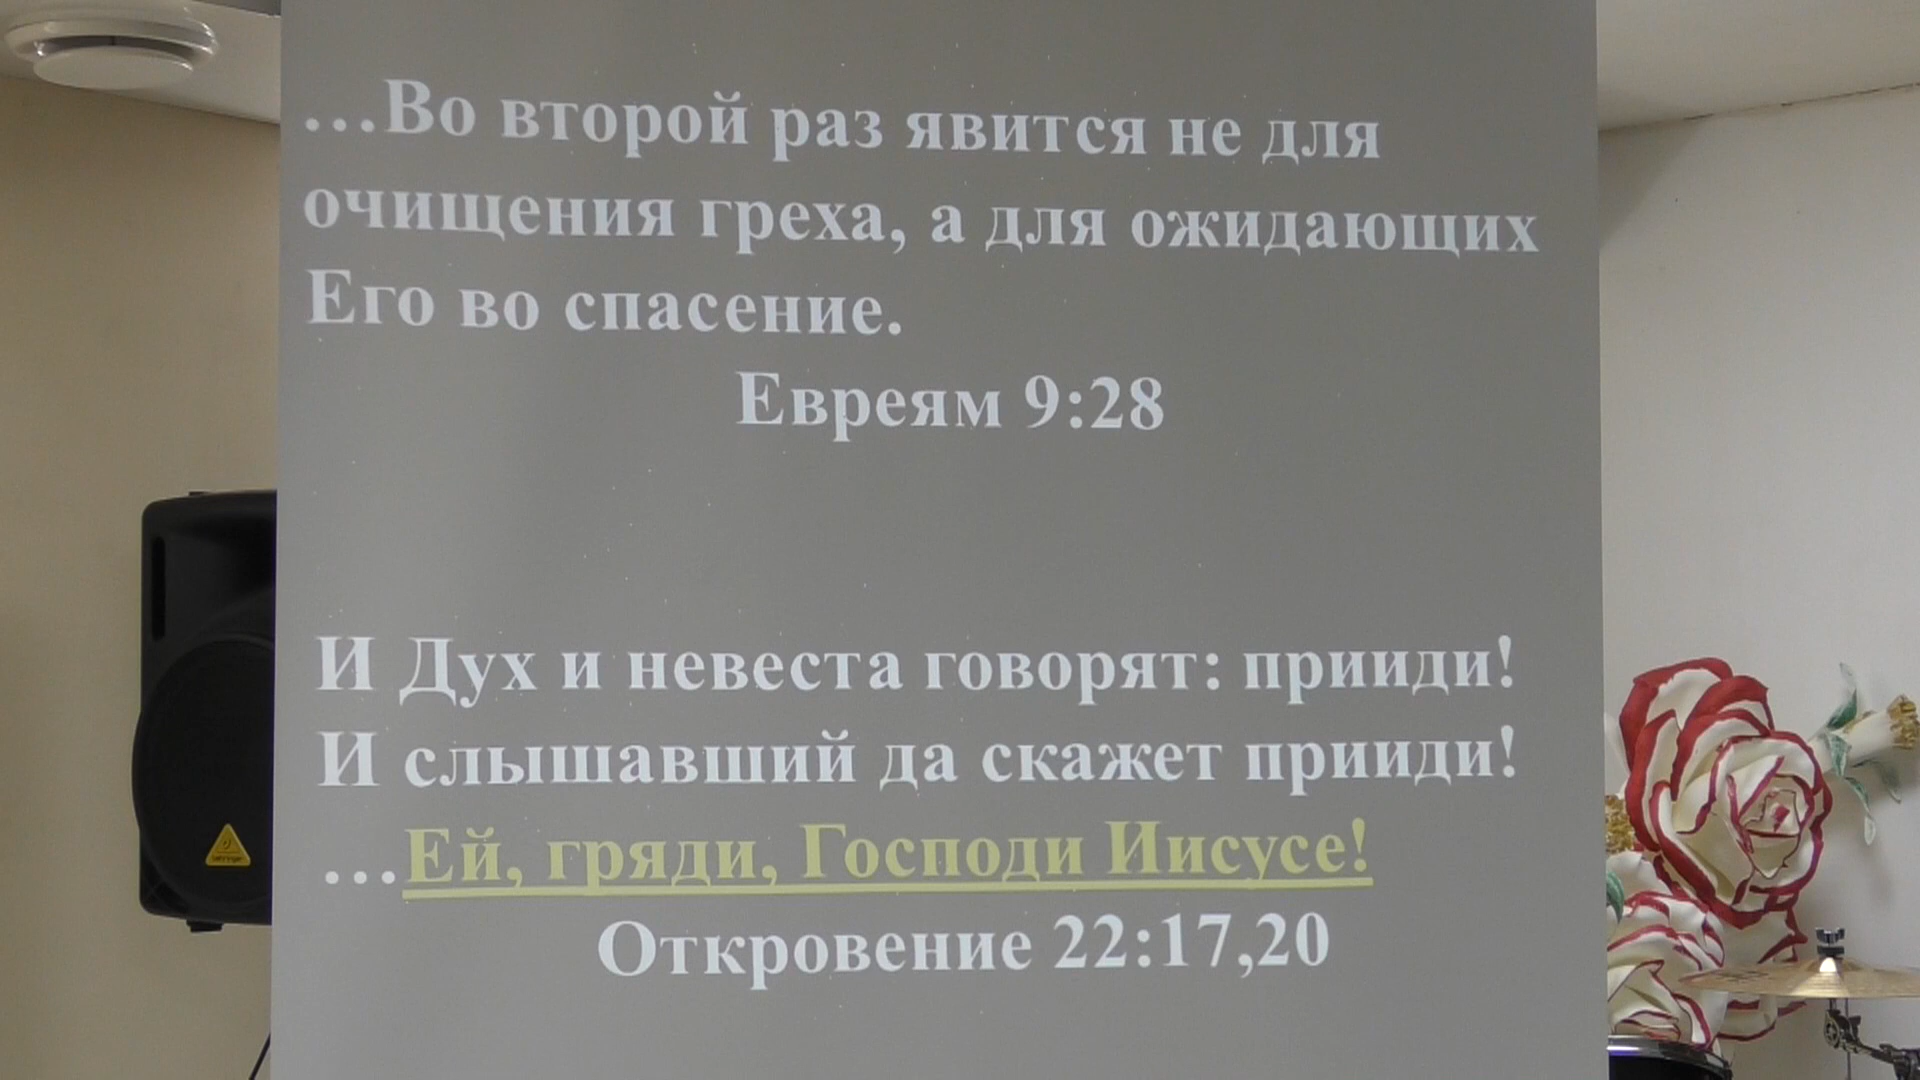 …Во второй раз явится не для
очищения греха, а для ожидающих
Его во спасение.
Евреям 9:28
И Дух и невеста говорят: прииди!
И слышавший да скажет прииди!
…Ей, гряди, Господи Иисусе!
Откровение 22:17,20
behringer